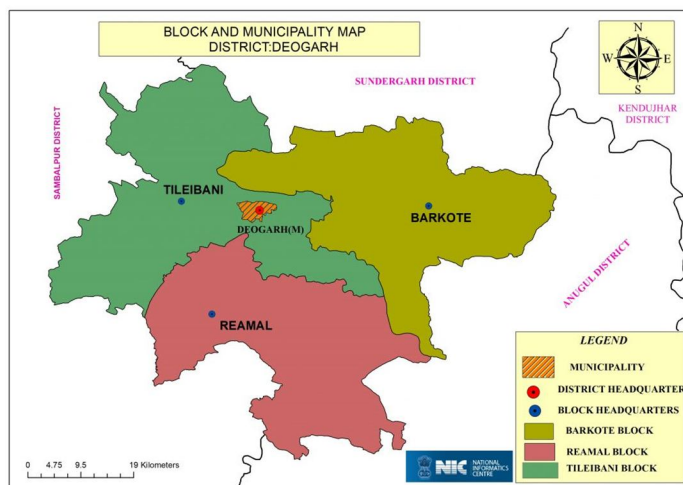 BLOCK AND MUNICIPALITY MAP
DISTRICT:DEOGARH
N
W
E
S
SUNDERGARH DISTRICT
KENDUJHAR
DISTRICT
SAMBALPUR DISTRICT
TILEIBANI
BARKOTE
DEOGARH(M)
ANUGUL DISTRICT
REAMAL
LEGEND
MUNICIPALITY
DISTRICT HEADQUARTER
BLOCK HEADQUARTERS
BARKOTE BLOCK
REAMAL BLOCK
TILEIBANI BLOCK
0 4.75 9.5 19 Kilometers
NIC
NATIONAL
INFORMATICS
CENTRE